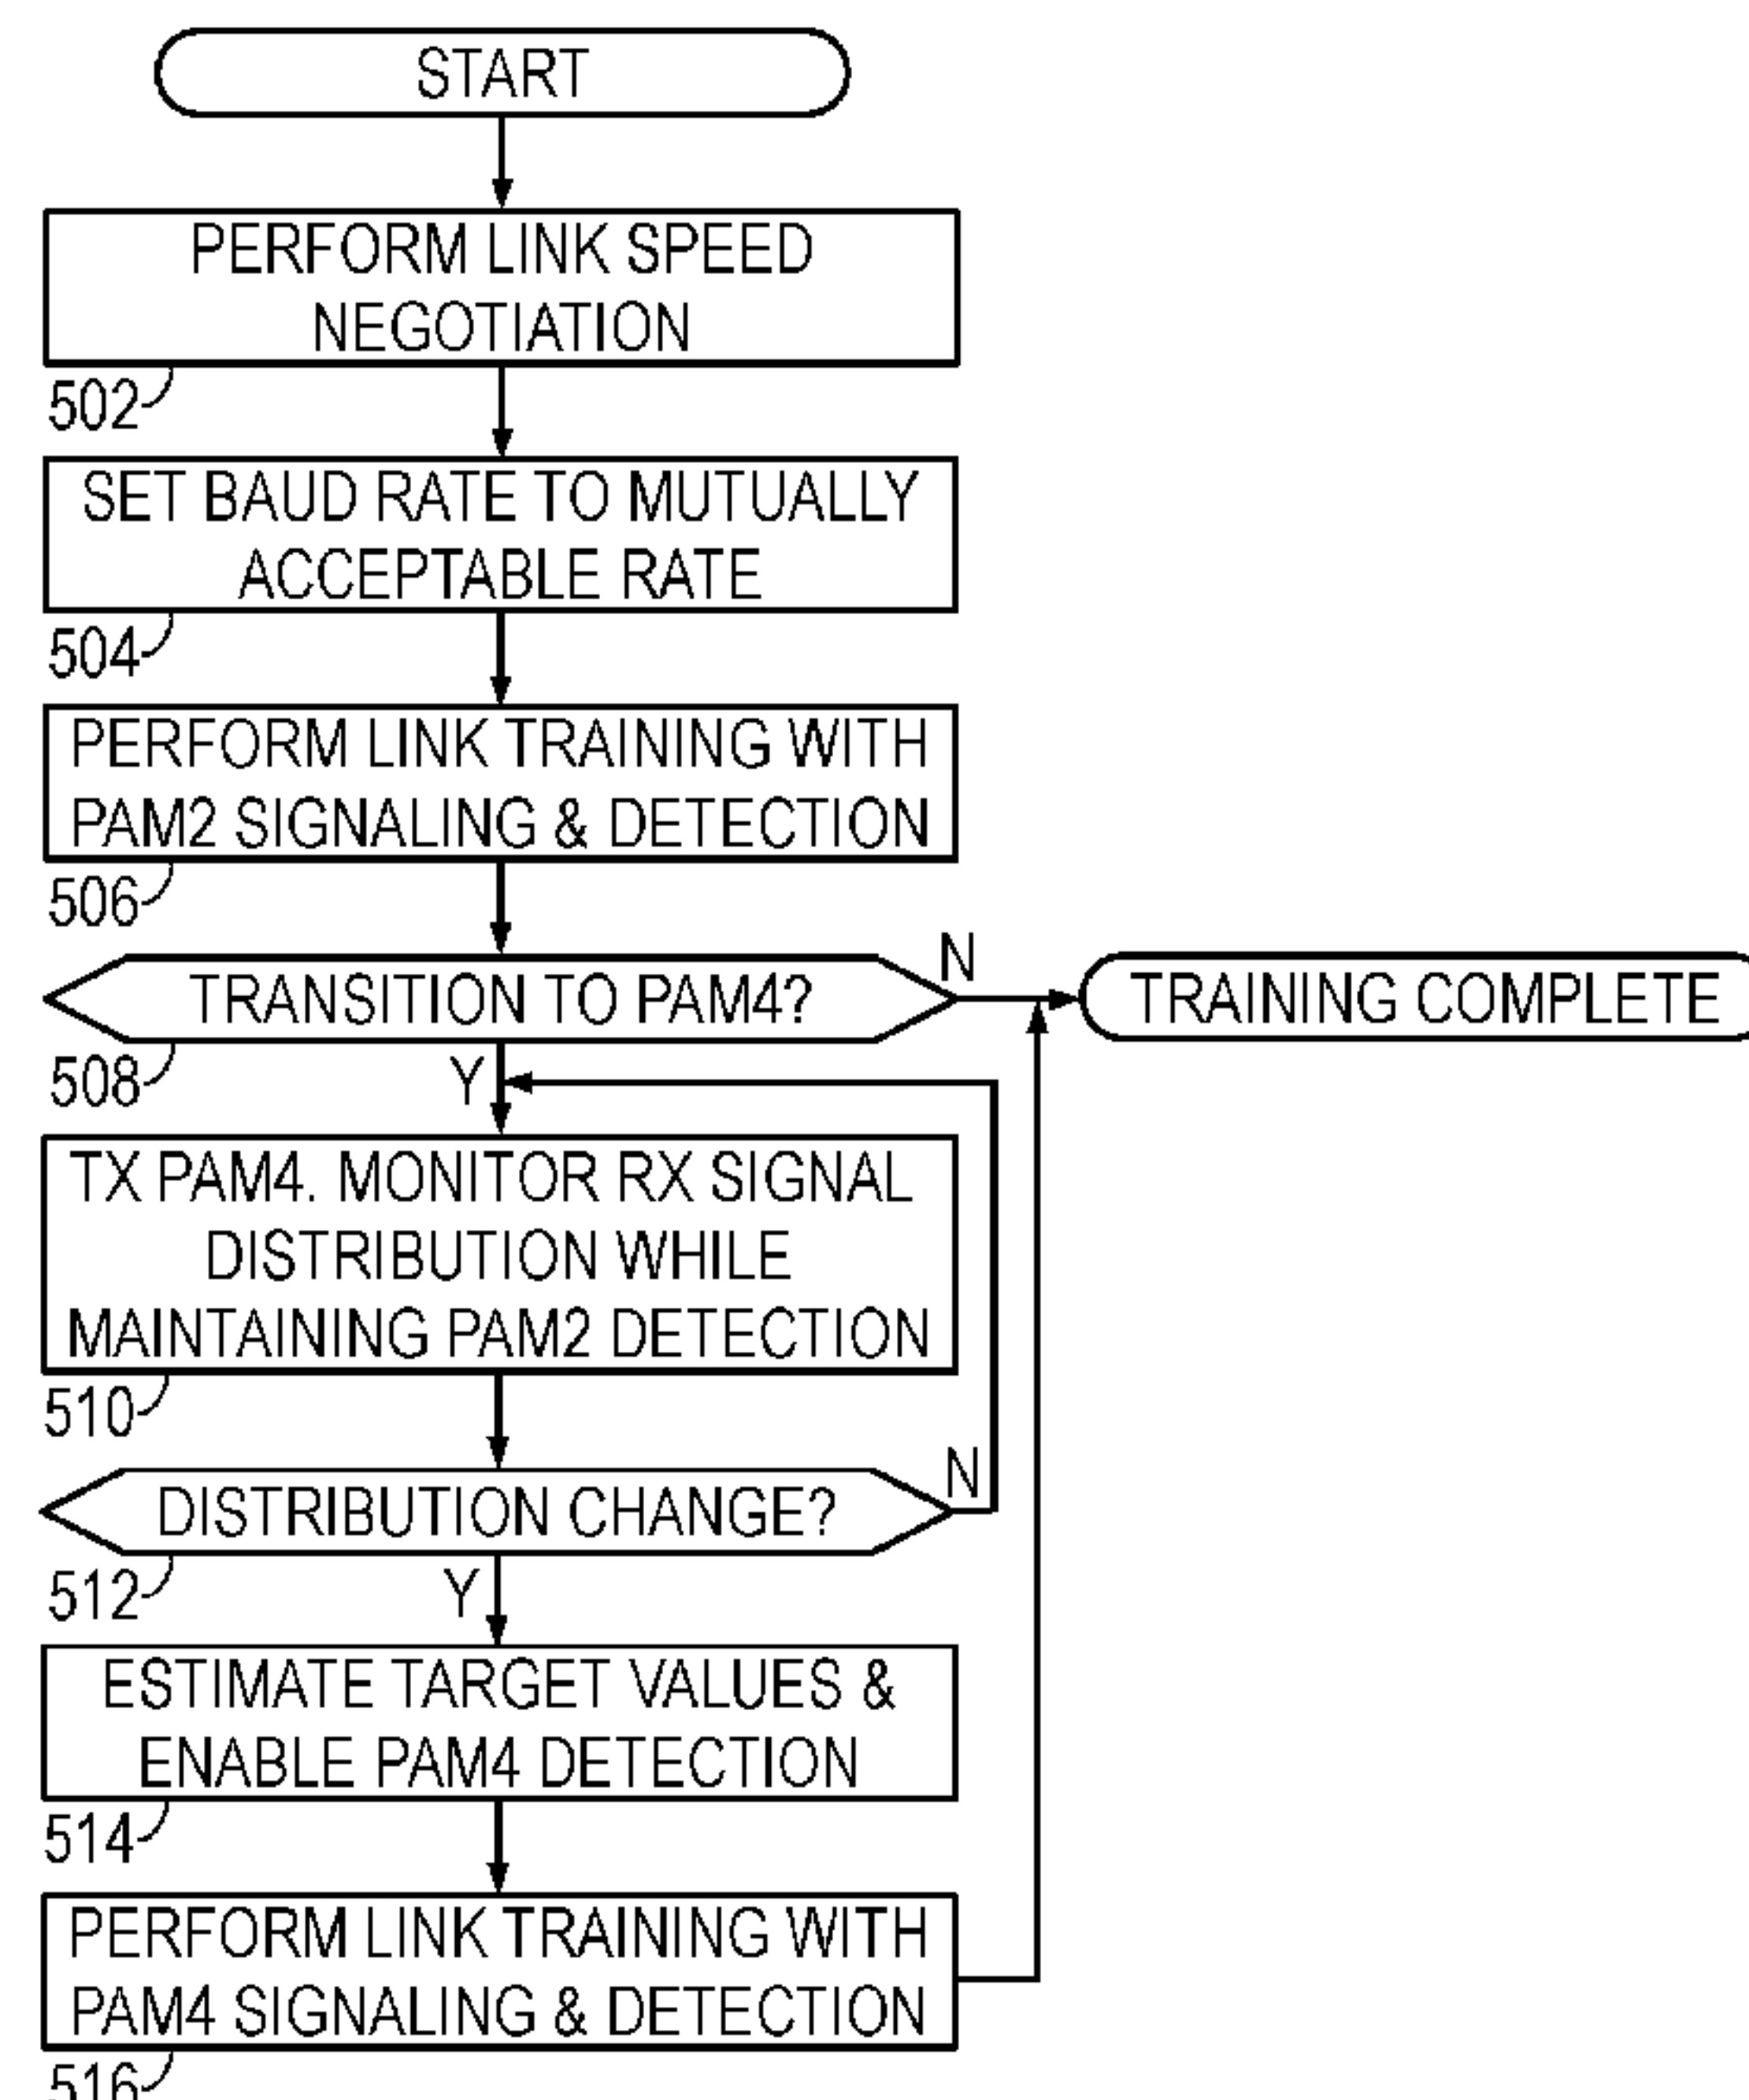 START
PERFORM LINK SPEED
NEGOTIATION
502
SET BAUD RATE TO MUTUALLY
ACCEPTABLE RATE
504
PERFORM LINK TRAINING WITH
PAM2 SIGNALING & DETECTION
506
N
TRANSITION TO PAM4?
TRAINING COMPLETE
508
Y
TX PAM4. MONITOR RX SIGNAL
DISTRIBUTION WHILE
MAINTAINING PAM2 DETECTION
510
N
DISTRIBUTION CHANGE?
512
Y
ESTIMATE TARGET VALUES &
ENABLE PAM4 DETECTION
514
PERFORM LINK TRAINING WITH
PAM4 SIGNALING & DETECTION
516